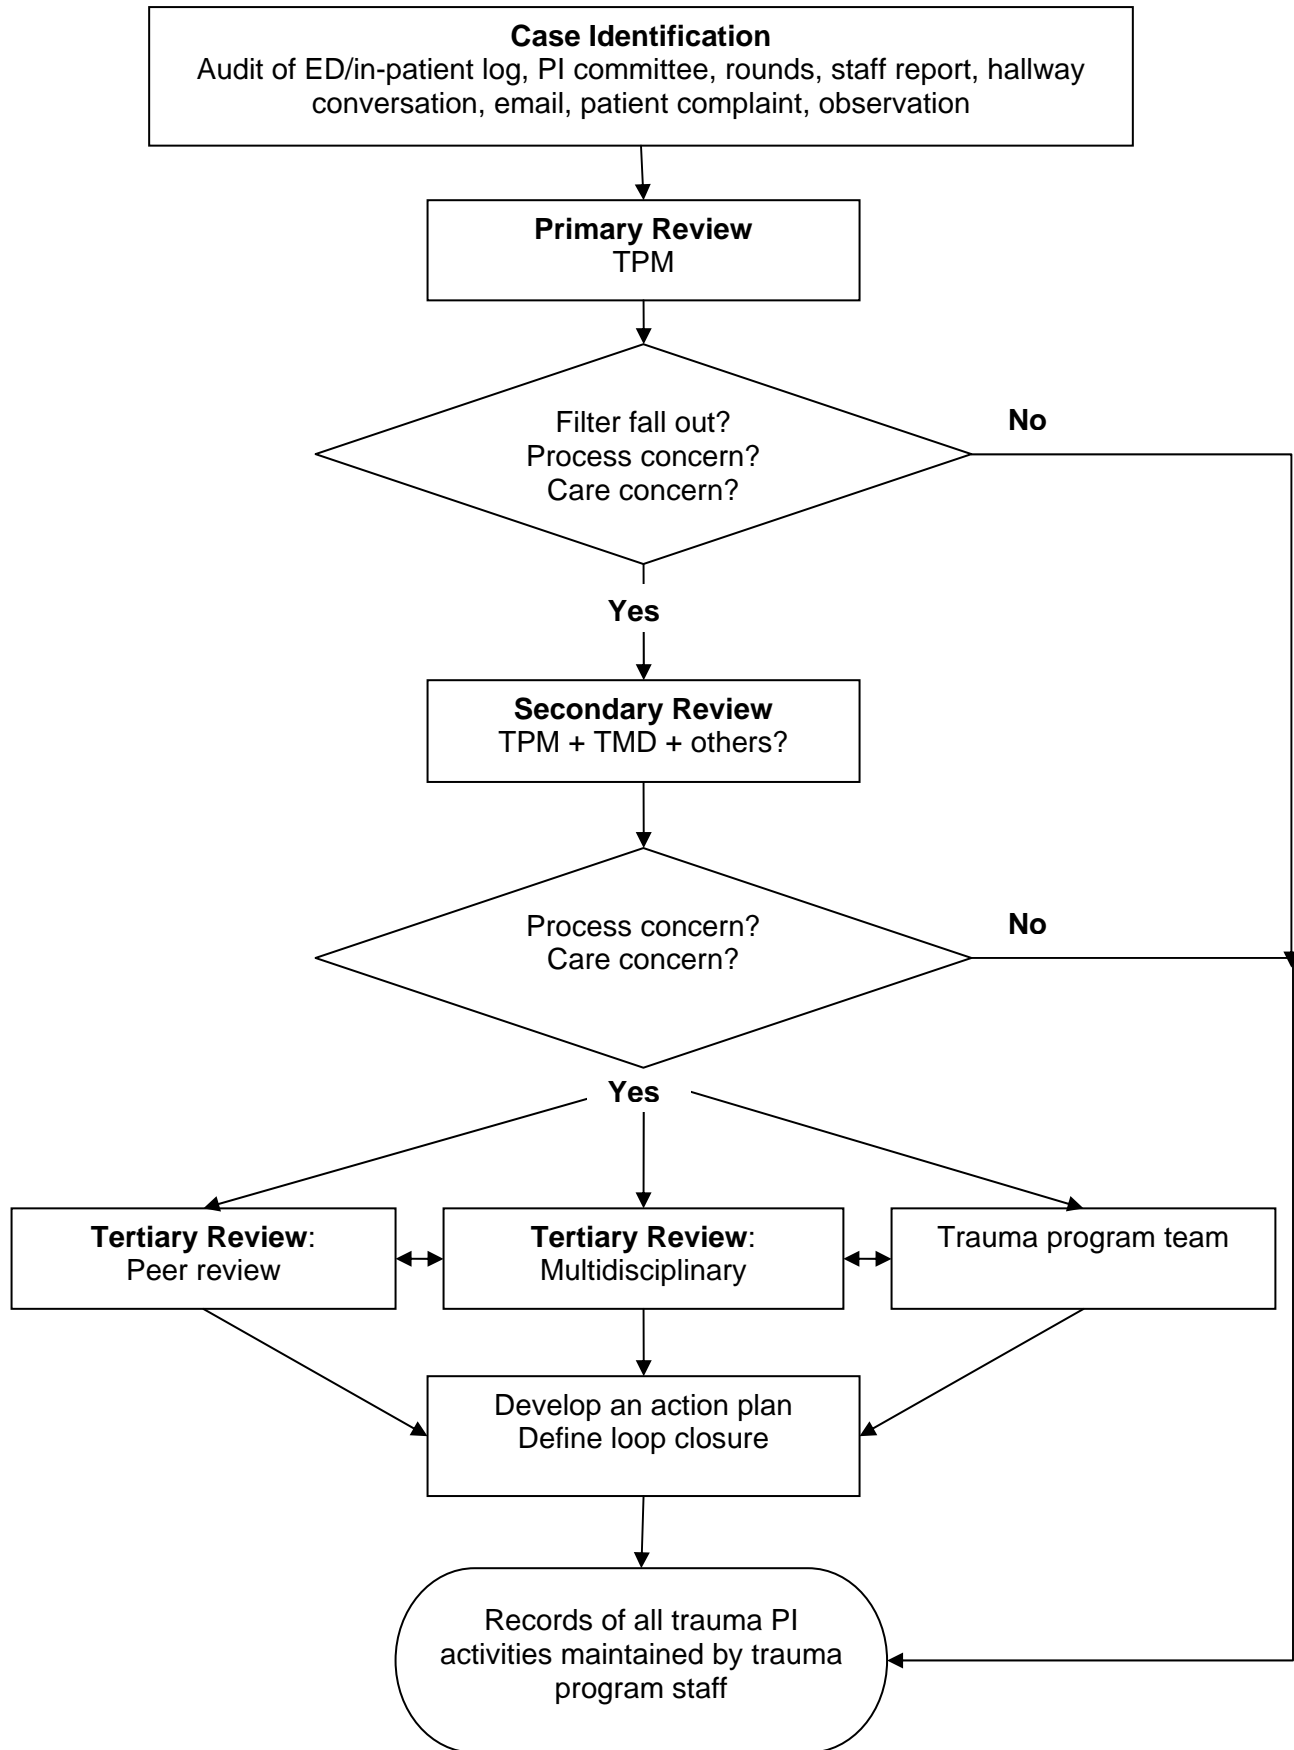 Case Identification
Audit of ED/in-patient log, PI committee, rounds, staff report, hallway
conversation, email, patient complaint, observation
Primary Review
TPM
Filter fall out?
Process concern?
Care concern?
No
Yes
Secondary Review
TPM + TMD + others?
Process concern?
Care concern?
No
Yes
Tertiary Review:
Peer review
Tertiary Review:
Multidisciplinary
Trauma program team
Develop an action plan
Define loop closure
Records of all trauma PI
activities maintained by trauma
program staff